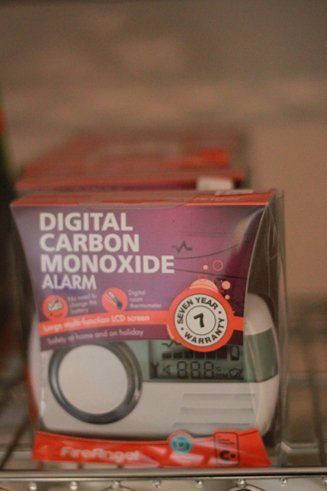 DIGITAL
CARBON
MONOXIDE
ALARM
No need to
change the
battery
Digital
room
thermometer
Large multi-function LCD screen
Safety at home and on holiday
SEVEN YEAR
7
WARRANTY
FireAngel